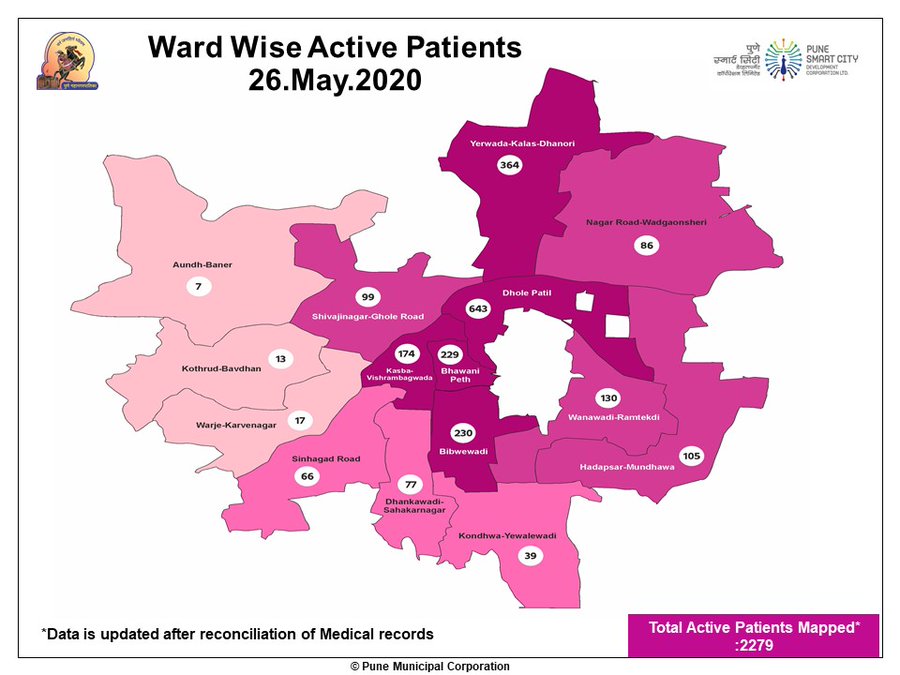 Ward Wise Active Patients
26.May.2020
पुणे
स्मार्ट सिटी
डेव्हलपमेंट
कॉर्पोरेशन लिमिटेड
PUNE
SMART CITY
DEVELOPMENT
CORPORATION LTD.
Yerwada-Kalas-Dhanori
364
Nagar Road-Wadgaonsheri
86
Aundh-Baner
7
Dhole Patil
643
99
Shivajinagar-Ghole Road
174
Kasba-
Vishrambagwada
229
Bhawani
Peth
13
Kothrud-Bavdhan
130
Wanawadi-Ramtekdi
17
Warje-Karvenagar
230
Bibwewadi
105
Hadapsar-Mundhawa
Sinhagad Road
66
77
Dhankawadi-
Sahakarnagar
Kondhwa-Yewalewadi
39
*Data is updated after reconciliation of Medical records
Total Active Patients Mapped*
:2279
© Pune Municipal Corporation